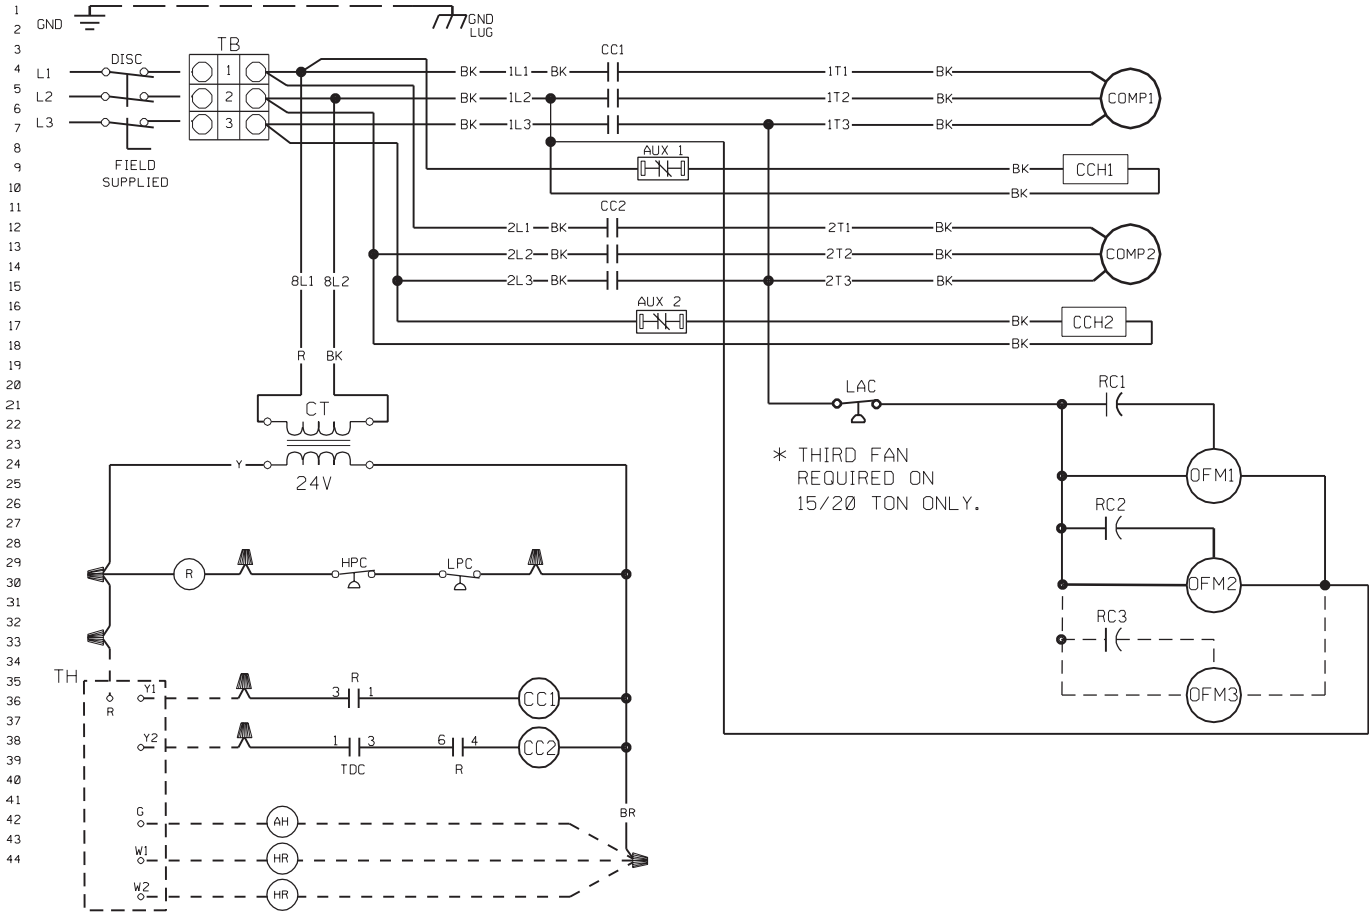 1
2
3
4
5
6
7
8
9
10
11
12
13
14
15
16
17
18
19
20
21
22
23
24
25
26
27
28
29
30
31
32
33
34
35
36
37
38
39
40
41
42
43
44
GND
GND
LUG
TB
DISC
CC1
L1
1
BK
1L1
BK
1T1
BK
L2
2
BK
1L2
1T2
BK
COMP1
L3
3
BK
1L3
1T3
BK
FIELD
SUPPLIED
AUX 1
BK
CCH1
BK
CC2
2L1
BK
2T1
BK
2L2
BK
2T2
BK
COMP2
8L1
8L2
2L3
BK
2T3
BK
AUX 2
BK
CCH2
BK
R
BK
LAC
RC1
CT
* THIRD FAN
REQUIRED ON
15/20 TON ONLY.
Y
24V
OFM1
RC2
HPC
LPC
R
OFM2
RC3
TH
R
Y1
3
1
CC1
R
OFM3
Y2
1
3
6
4
CC2
TDC
R
G
AH
BR
W1
HR
W2
HR